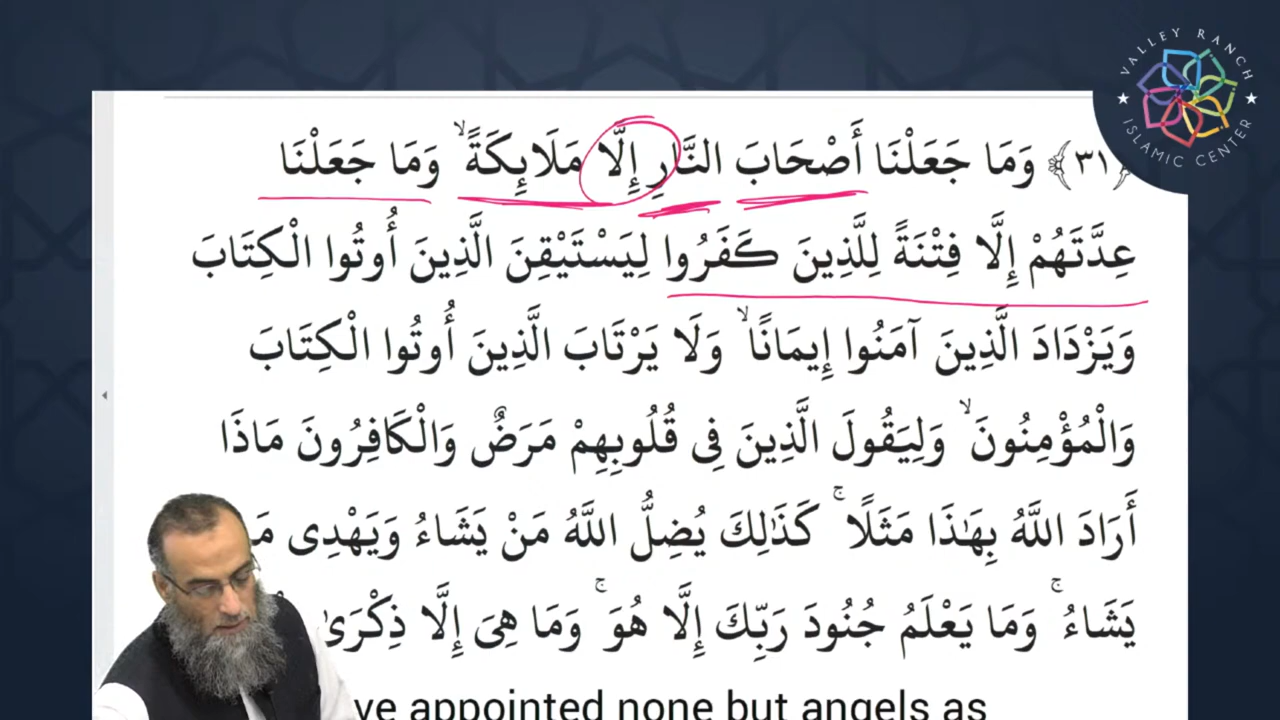 VALLEY RANCH
ISLAMIC CENTER
﴿٣١﴾ وَمَا جَعَلْنَا أَصْحَابَ النَّارِ إِلَّا مَلَائِكَةً ۙ وَمَا جَعَلْنَا
عِدَّتَهُمْ إِلَّا فِتْنَةً لِلَّذِينَ كَفَرُوا لِيَسْتَيْقِنَ الَّذِينَ أُوتُوا الْكِتَابَ
وَيَزْدَادَ الَّذِينَ آمَنُوا إِيمَانًا ۙ وَلَا يَرْتَابَ الَّذِينَ أُوتُوا الْكِتَابَ
وَالْمُؤْمِنُونَ ۙ وَلِيَقُولَ الَّذِينَ فِى قُلُوبِهِمْ مَرَضٌ وَالْكَافِرُونَ مَاذَا
أَرَادَ اللَّهُ بِهَٰذَا مَثَلًا ۚ كَذَٰلِكَ يُضِلُّ اللَّهُ مَنْ يَشَاءُ وَيَهْدِى
يَشَاءُ ۚ وَمَا يَعْلَمُ جُنُودَ رَبِّكَ إِلَّا هُوَ ۚ وَمَا هِىَ إِلَّا ذِكْرَىٰ
ve appointed none but angels as